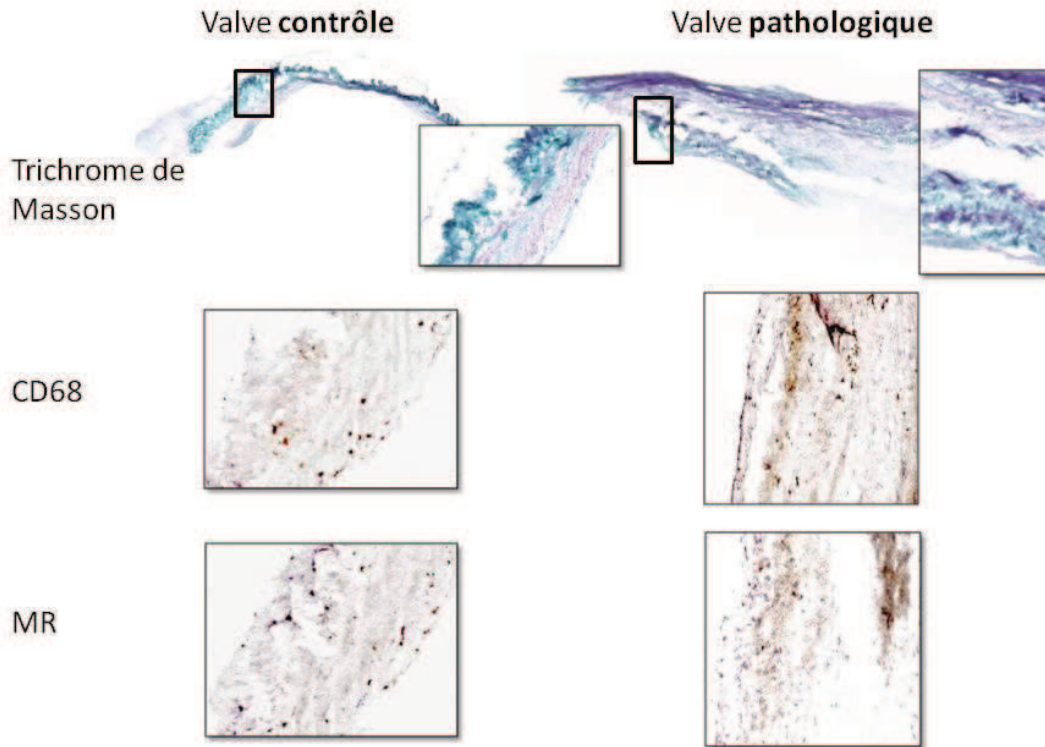 Valve contrôle
Valve pathologique
Trichrome de
Masson
CD68
MR